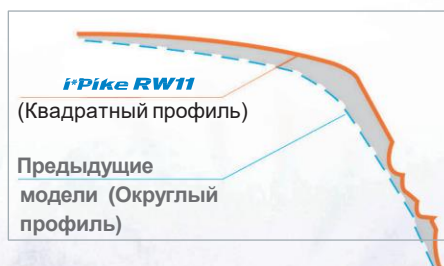 i*Pike RW11
(Квадратный профиль)
Предыдущие
модели (Округлый
профиль)